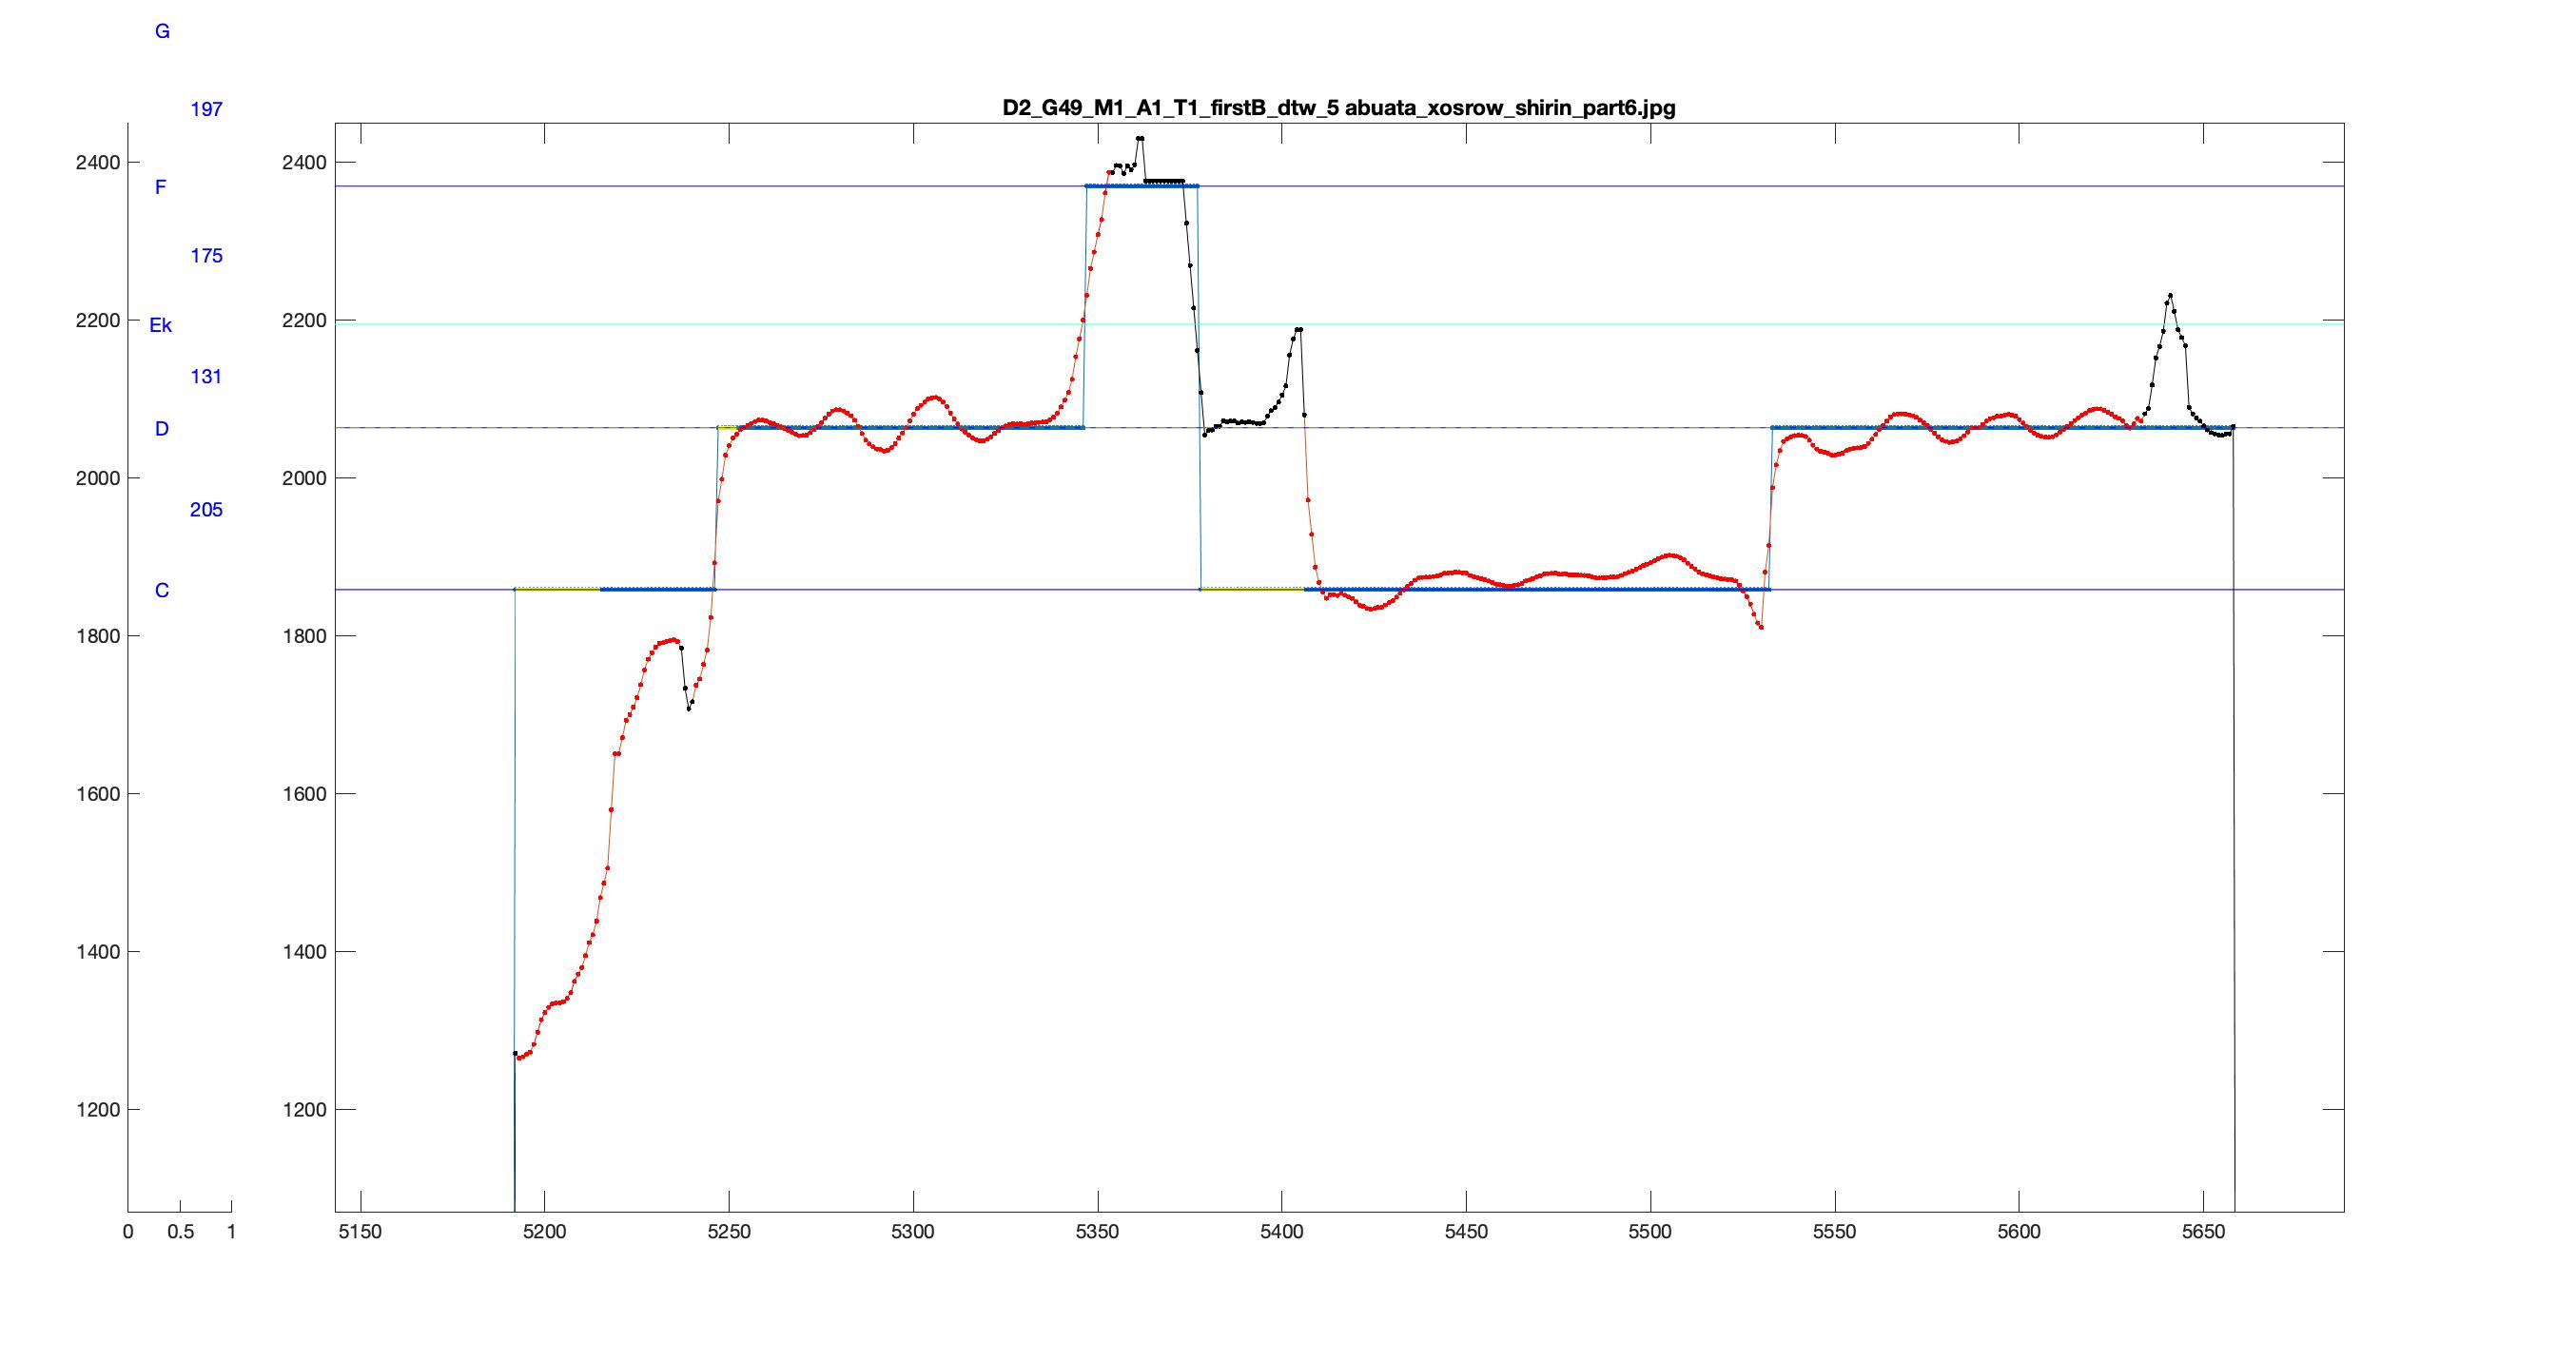 G
197
D2_G49_M1_A1_T1_firstB_dtw_5 abuata_xosrow_shirin_part6.jpg
2400 2400
F
175
2200 Ek 2200
131
D
2000 2000
205
C
1800 1800
1600 1600
1400 1400
1200 1200
0 0.5 1 5150 5200 5250 5300 5350 5400 5450 5500 5550 5600 5650